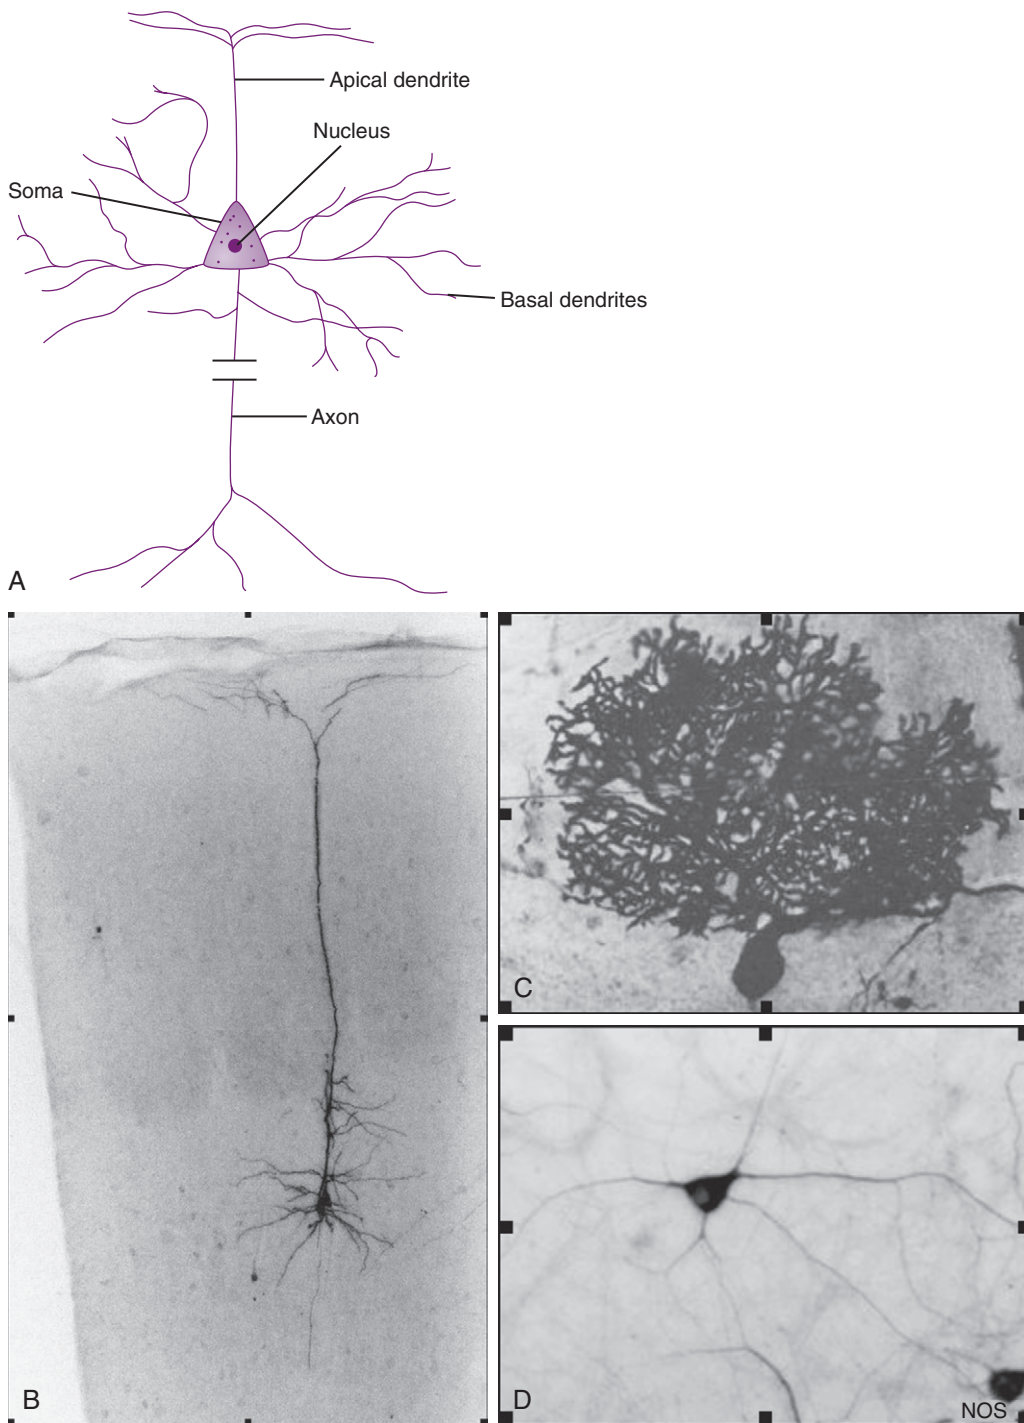 Apical dendrite
Nucleus
Soma
Basal dendrites
Axon
A
B
C
D
NOS